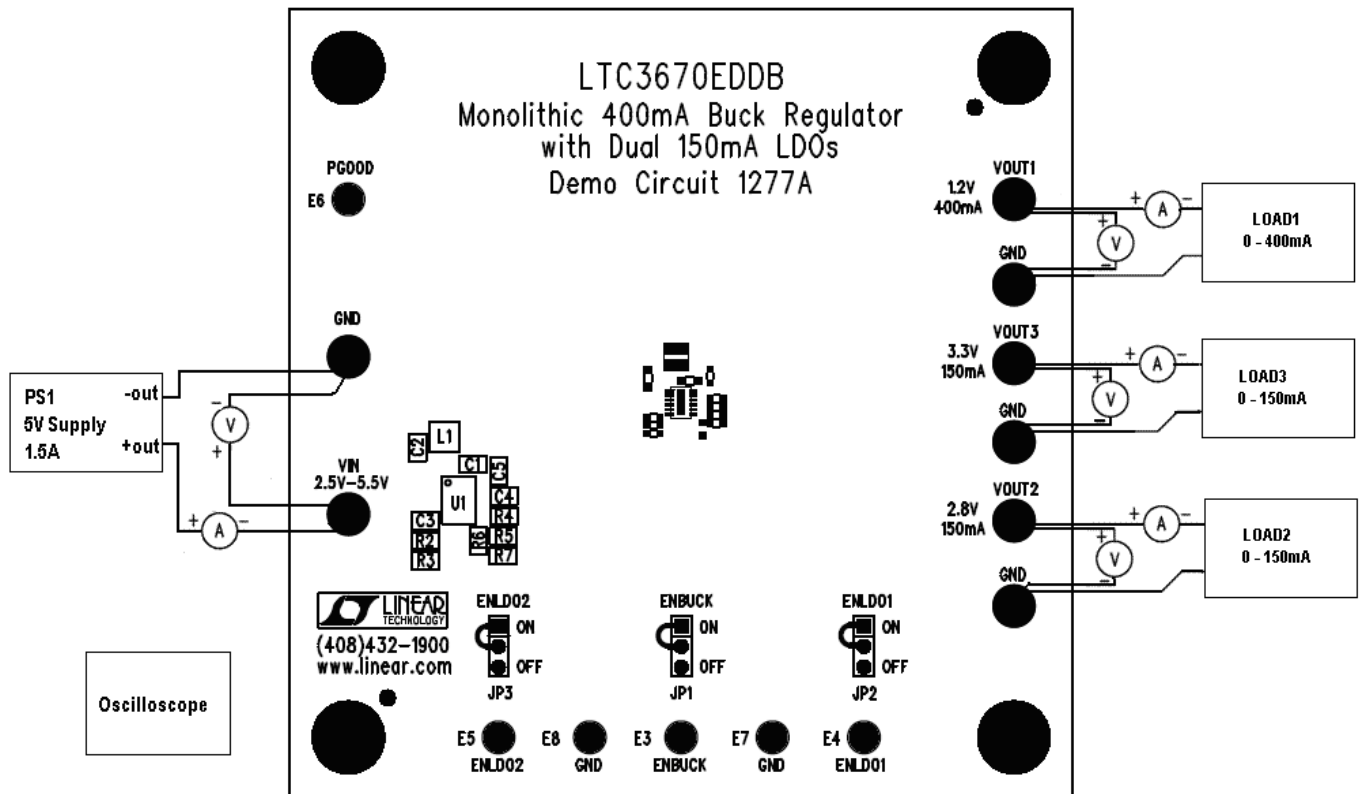 LTC3670EDDB
Monolithic 400mA Buck Regulator
with Dual 150mA LDOs
Demo Circuit 1277A
PGOOD
E6
GND
VIN
2.5V-5.5V
PS1
5V Supply
1.5A
-out
+out
-
V
+
+
A
-
VOUT1
1.2V
400mA
GND
+
V
-
+
A
-
LOAD1
0 - 400mA
VOUT3
3.3V
150mA
GND
+
V
-
+
A
-
LOAD3
0 - 150mA
VOUT2
2.8V
150mA
GND
+
V
-
+
A
-
LOAD2
0 - 150mA
C2
L1
C1
C5
U1
C4
C3
R4
R2
R6
R5
R3
R7
LINEAR
TECHNOLOGY
(408)432-1900
www.linear.com
ENLDO2
ON
OFF
JP3
ENBUCK
ON
OFF
JP1
ENLDO1
ON
OFF
JP2
Oscilloscope
E5
ENLDO2
E8
GND
E3
ENBUCK
E7
GND
E4
ENLDO1